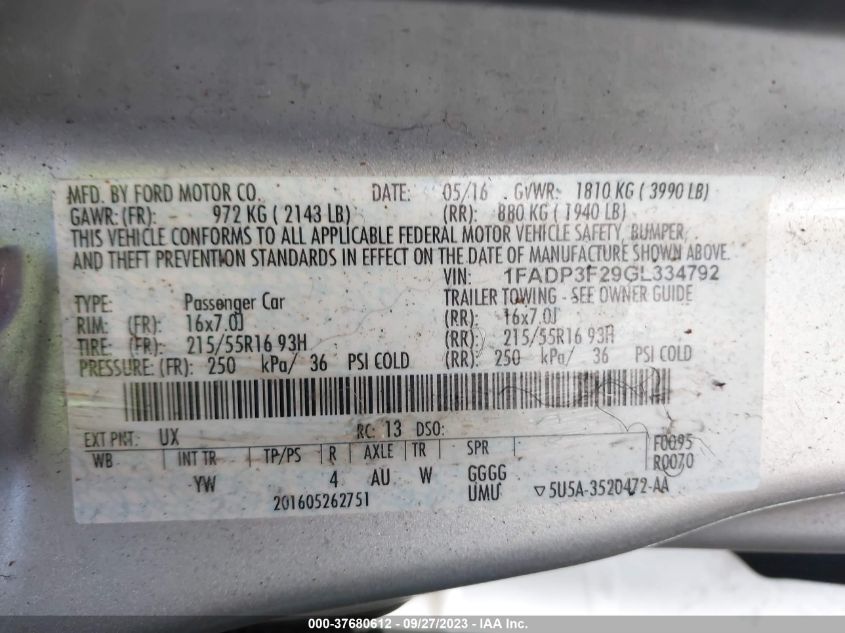 MFD. BY FORD MOTOR CO. DATE: 05/16 GVWR: 1810 KG ( 3990 LB)
GAWR: (FR): 972 KG ( 2143 LB) (RR): 880 KG ( 1940 LB)
THIS VEHICLE CONFORMS TO ALL APPLICABLE FEDERAL MOTOR VEHICLE SAFETY, BUMPER,
AND THEFT PREVENTION STANDARDS IN EFFECT ON THE DATE OF MANUFACTURE SHOWN ABOVE.
VIN: 1FADP3F29GL334792
TYPE: Passenger Car TRAILER TOWING - SEE OWNER GUIDE
RIM: (FR): 16x7.0J (RR): 16x7.0J
TIRE: (FR): 215/55R16 93H (RR): 215/55R16 93H
PRESSURE: (FR): 250 kPa/ 36 PSI COLD (RR): 250 kPa/ 36 PSI COLD
EXT PNT: UX RC: 13 DSO: F0095
WB INT TR TP/PS R AXLE TR SPR R0070
YW 4 AU W GGGG
201605262751 UMU ▽5U5A-3520472-AA
000-37680612 - 09/27/2023 - IAA Inc.